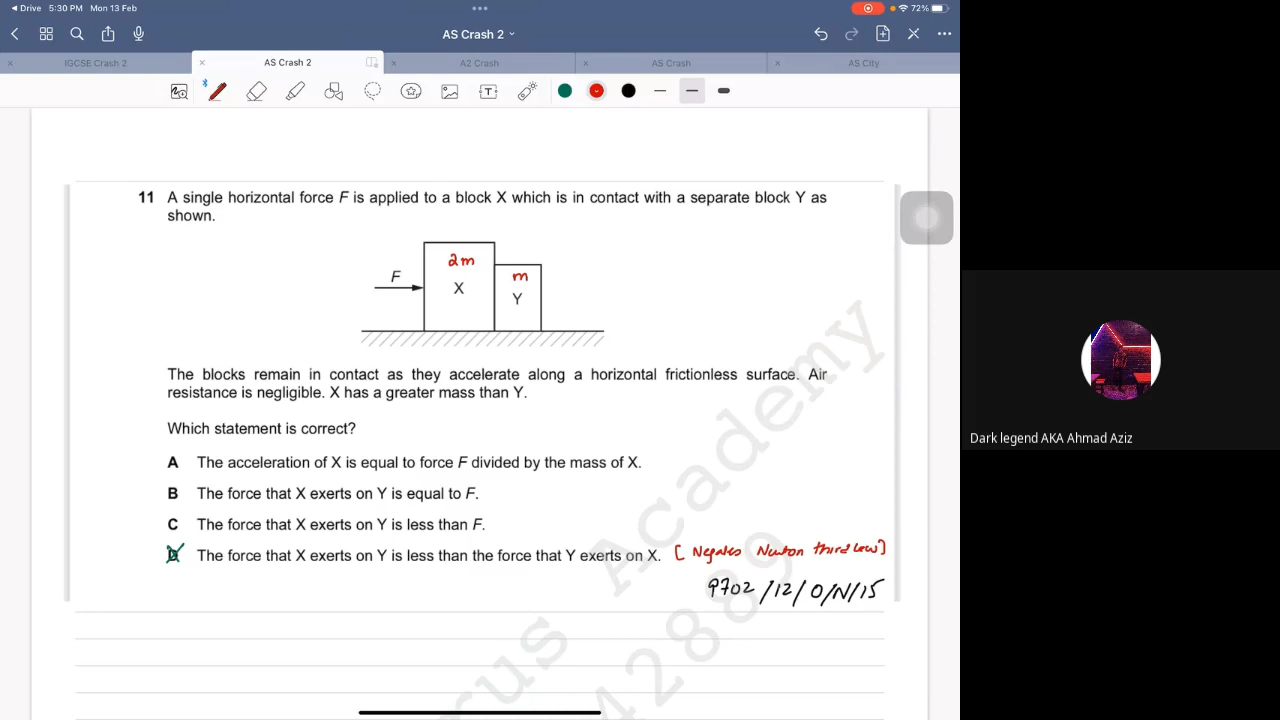 Drive 5:30 PM Mon 13 Feb
72%
AS Crash 2
IGCSE Crash 2
AS Crash 2
A2 Crash
AS Crash
AS City
11 A single horizontal force F is applied to a block X which is in contact with a separate block Y as
shown.
F
2m
X
m
Y
The blocks remain in contact as they accelerate along a horizontal frictionless surface. Air
resistance is negligible. X has a greater mass than Y.
Which statement is correct?
A The acceleration of X is equal to force F divided by the mass of X.
B The force that X exerts on Y is equal to F.
C The force that X exerts on Y is less than F.
D The force that X exerts on Y is less than the force that Y exerts on X. [Negates Newton third law]
9702/12/O/N/15
Academy
42889
Dark legend AKA Ahmad Aziz